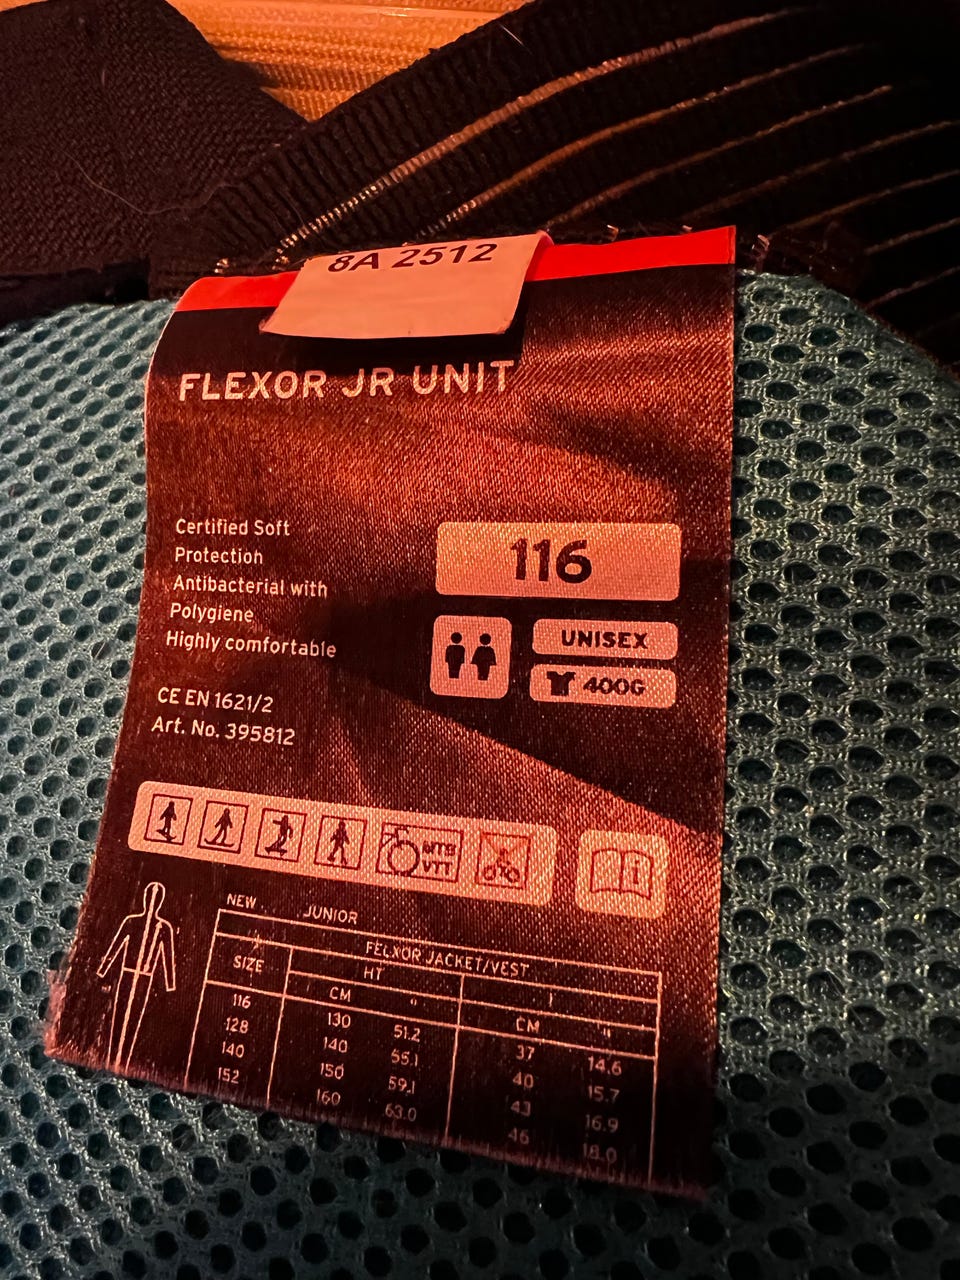 8A 2512
FLEXOR JR UNIT
Certified Soft
Protection
Antibacterial with
Polygiene
Highly comfortable
116
UNISEX
400G
CE EN 1621/2
Art. No. 395812
MTB
VTT
i
NEW JUNIOR
FELXOR JACKET/VEST
SIZE HT I
CM " CM "
116 130 51.2 37 14.6
128 140 55.1 40 15.7
140 150 59.1 43 16.9
152 160 63.0 46 18.0